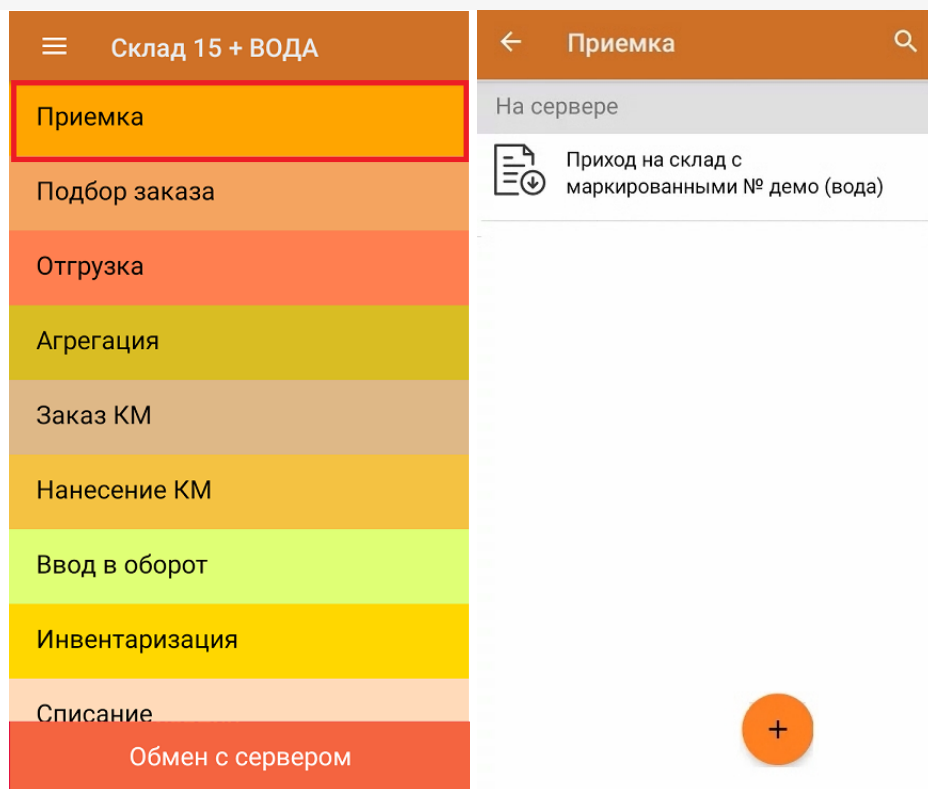 Склад 15 + ВОДА
Приемка
Подбор заказа
Отгрузка
Агрегация
Заказ КМ
Нанесение КМ
Ввод в оборот
Инвентаризация
Списание
Обмен с сервером
Приемка
На сервере
Приход на склад с
маркированными № демо (вода)
+